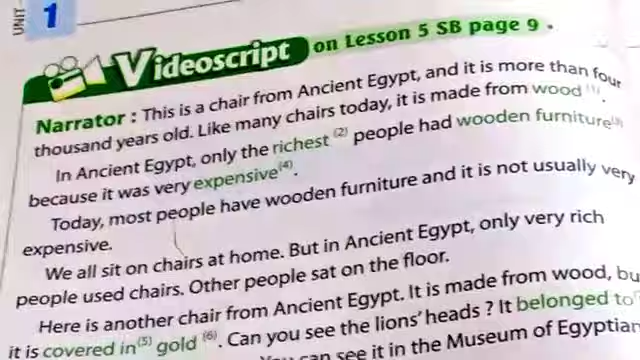 UNIT
1
Videoscript on Lesson 5 SB page 9.
Narrator : This is a chair from Ancient Egypt, and it is more than four
thousand years old. Like many chairs today, it is made from wood (1).
In Ancient Egypt, only the richest (2) people had wooden furniture(3)
because it was very expensive(4).
Today, most people have wooden furniture and it is not usually very
expensive.
We all sit on chairs at home. But in Ancient Egypt, only very rich
people used chairs. Other people sat on the floor.
Here is another chair from Ancient Egypt. It is made from wood, bu
it is covered in(5) gold (6). Can you see the lions' heads ? It belonged to
can see it in the Museum of Egyptian